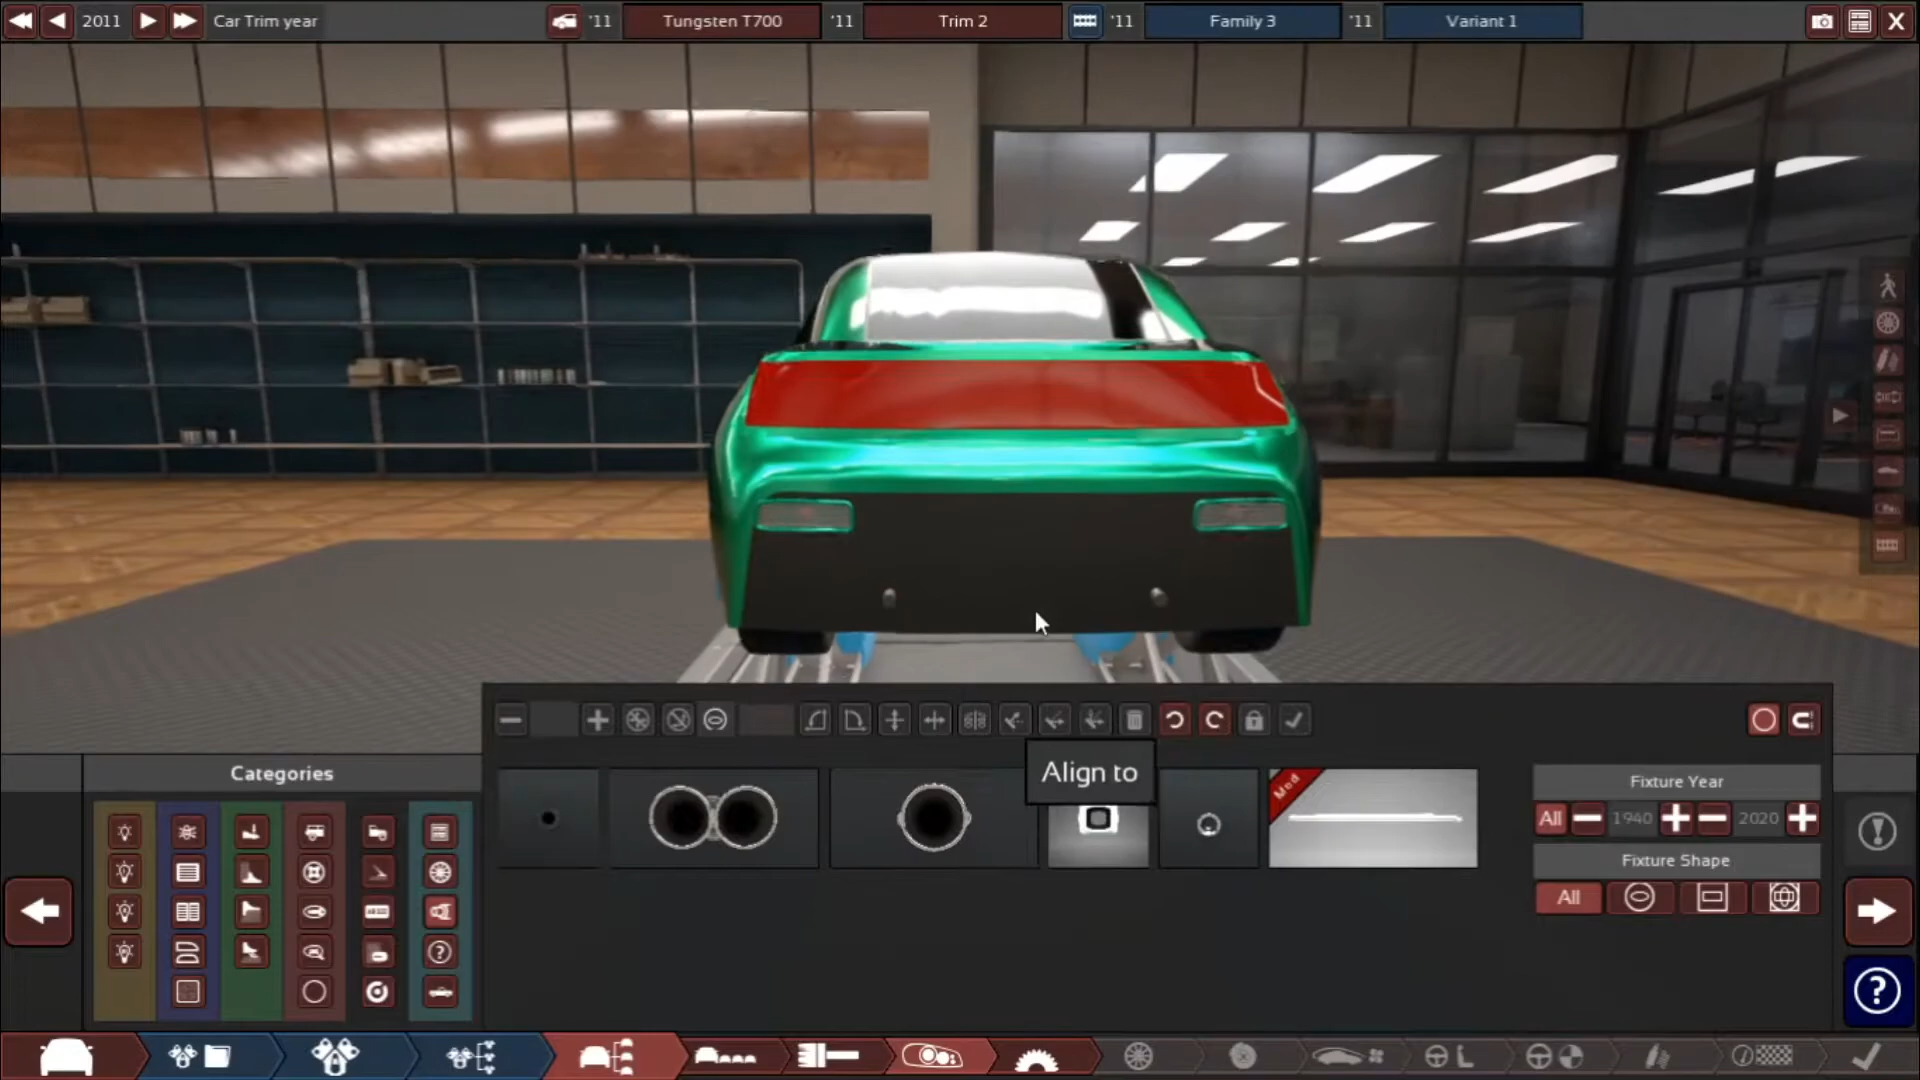 2011
Car Trim year
'11
Tungsten T700
'11
Trim 2
'11
Family 3
'11
Variant 1
Align to
Mod
Categories
Fixture Year
All
1940
2020
Fixture Shape
All